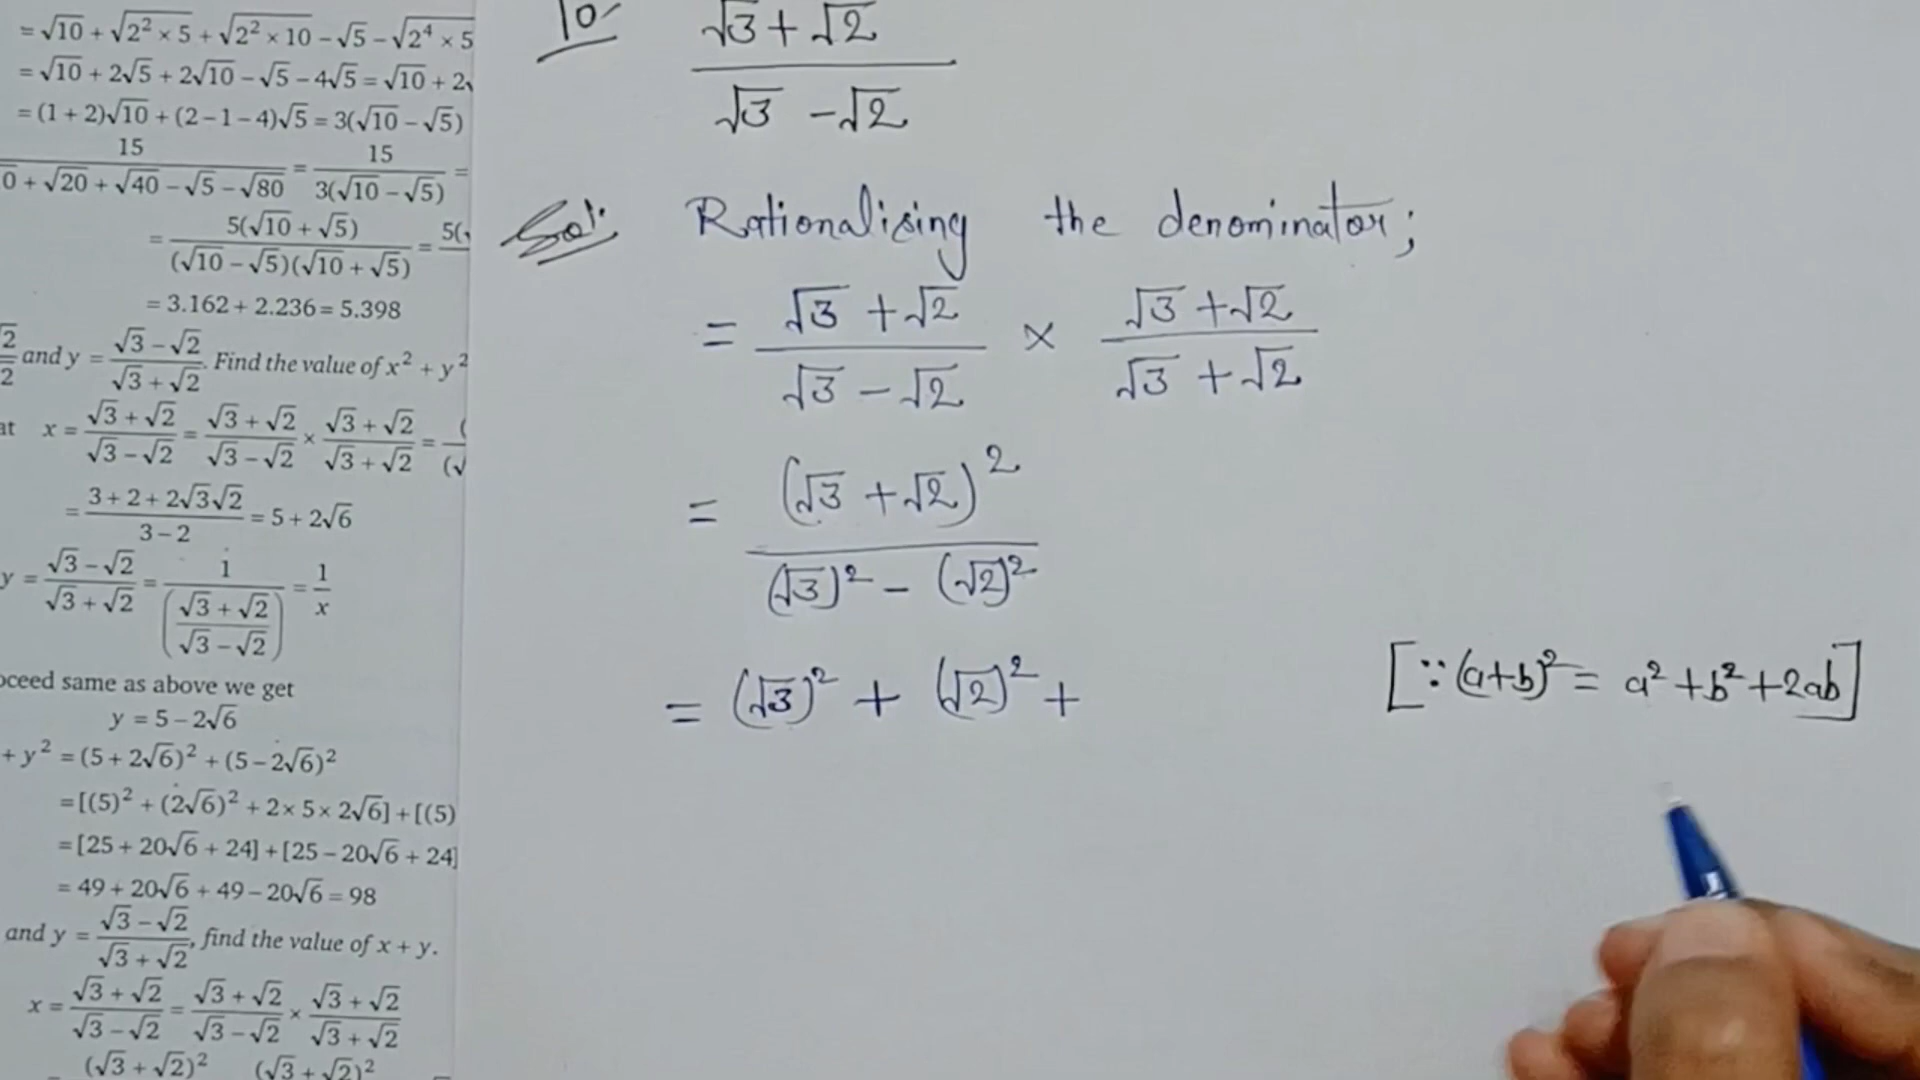 = √10 + √2² × 5 + √2² × 10 − √5 − √2⁴ × 5
= √10 + 2√5 + 2√10 − √5 − 4√5 = √10 + 2√
= (1 + 2)√10 + (2 − 1 − 4)√5 = 3(√10 − √5)
15 15
0 + √20 + √40 − √5 − √80 = 3(√10 − √5) =
= 5(√10 + √5) = 5(√
(√10 − √5)(√10 + √5)
= 3.162 + 2.236 = 5.398
√2/2 and y = (√3 − √2)/(√3 + √2). Find the value of x² + y²
at x = (√3 + √2)/(√3 − √2) = (√3 + √2)/(√3 − √2) × (√3 + √2)/(√3 + √2) = (/(√
= (3 + 2 + 2√3√2)/(3 − 2) = 5 + 2√6
y = (√3 − √2)/(√3 + √2) = 1/((√3 + √2)/(√3 − √2)) = 1/x
oceed same as above we get
y = 5 − 2√6
+ y² = (5 + 2√6)² + (5 − 2√6)²
= [(5)² + (2√6)² + 2 × 5 × 2√6] + [(5)
= [25 + 20√6 + 24] + [25 − 20√6 + 24]
= 49 + 20√6 + 49 − 20√6 = 98
and y = (√3 − √2)/(√3 + √2), find the value of x + y.
x = (√3 + √2)/(√3 − √2) = (√3 + √2)/(√3 − √2) × (√3 + √2)/(√3 + √2)
(√3 + √2)² (√3 + √2)²
10 √3 + √2
√3 − √2
Sol: Rationalising the denominator;
= (√3 + √2)/(√3 − √2) × (√3 + √2)/(√3 + √2)
= (√3 + √2)²
(√3)² − (√2)²
= (√3)² + (√2)² + [∵ (a+b)² = a² + b² + 2ab]